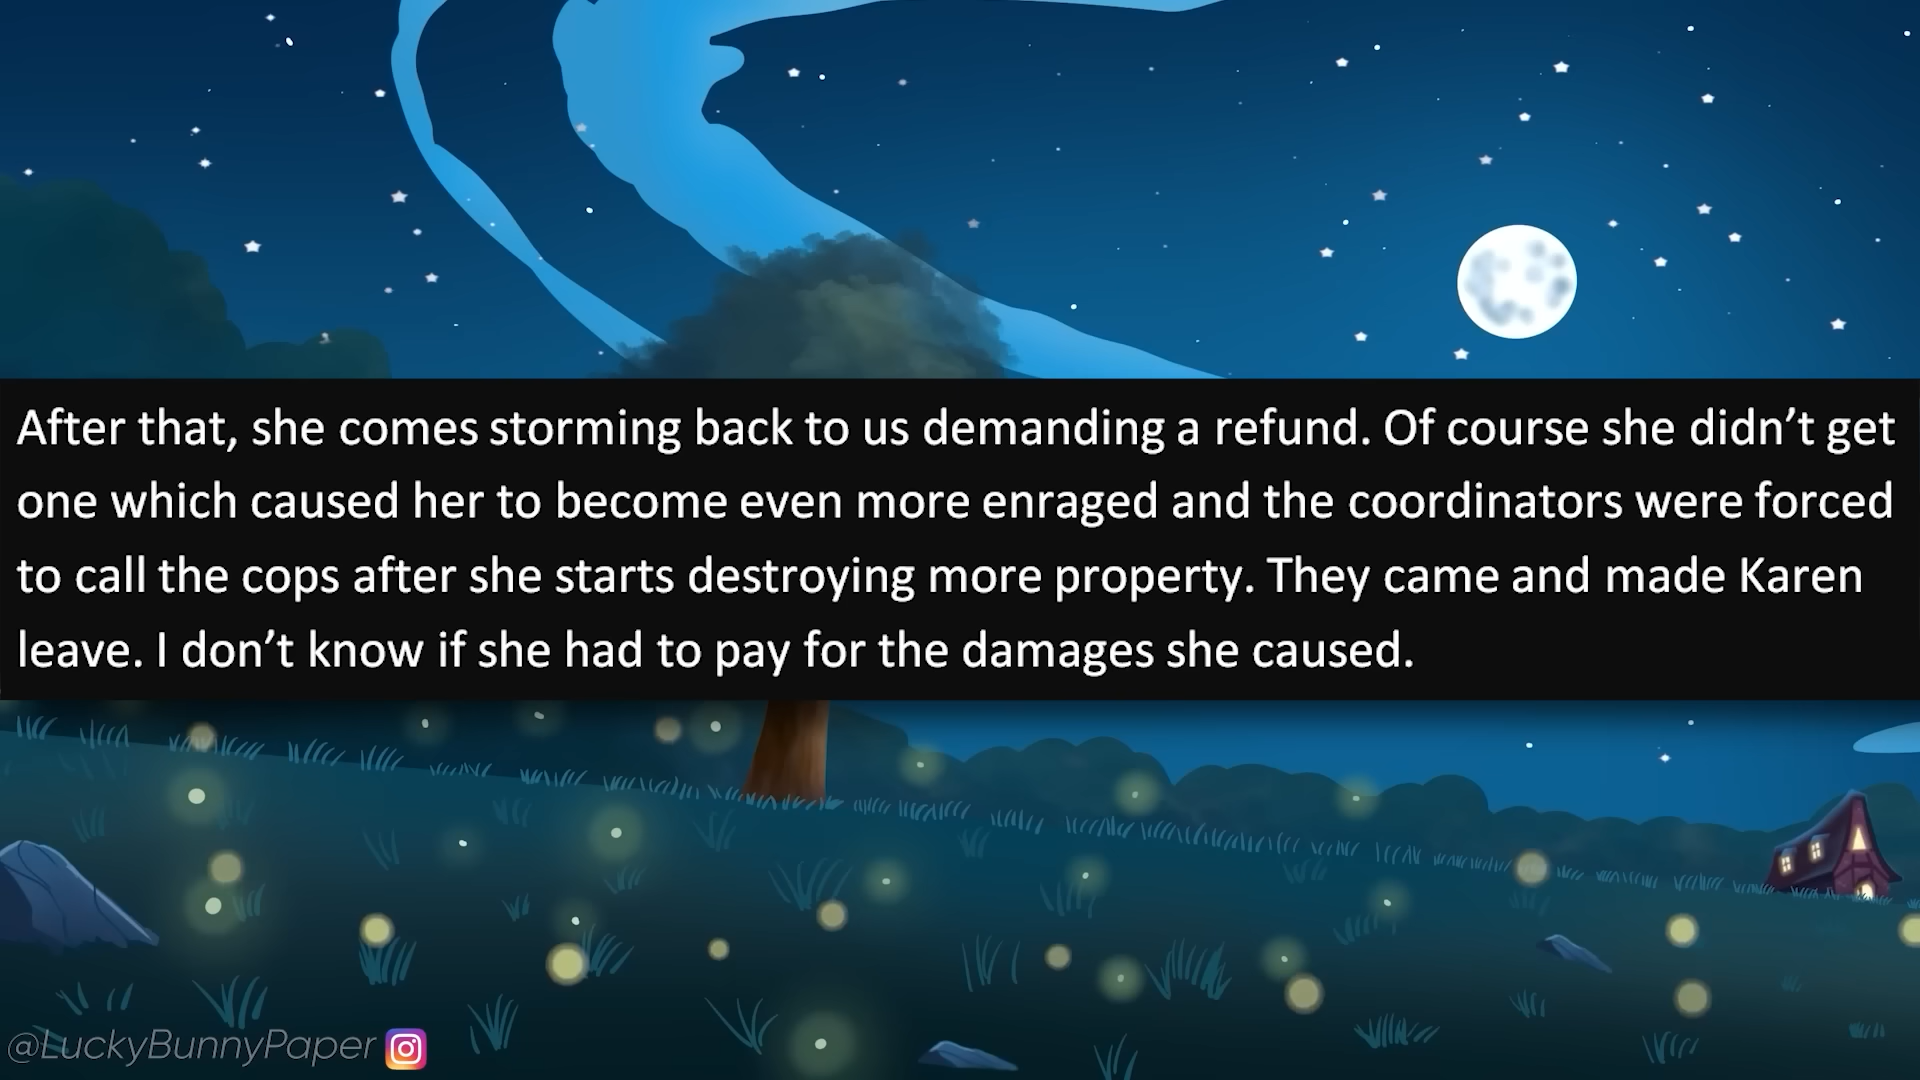 After that, she comes storming back to us demanding a refund. Of course she didn’t get
one which caused her to become even more enraged and the coordinators were forced
to call the cops after she starts destroying more property. They came and made Karen
leave. I don’t know if she had to pay for the damages she caused.
@LuckyBunnyPaper